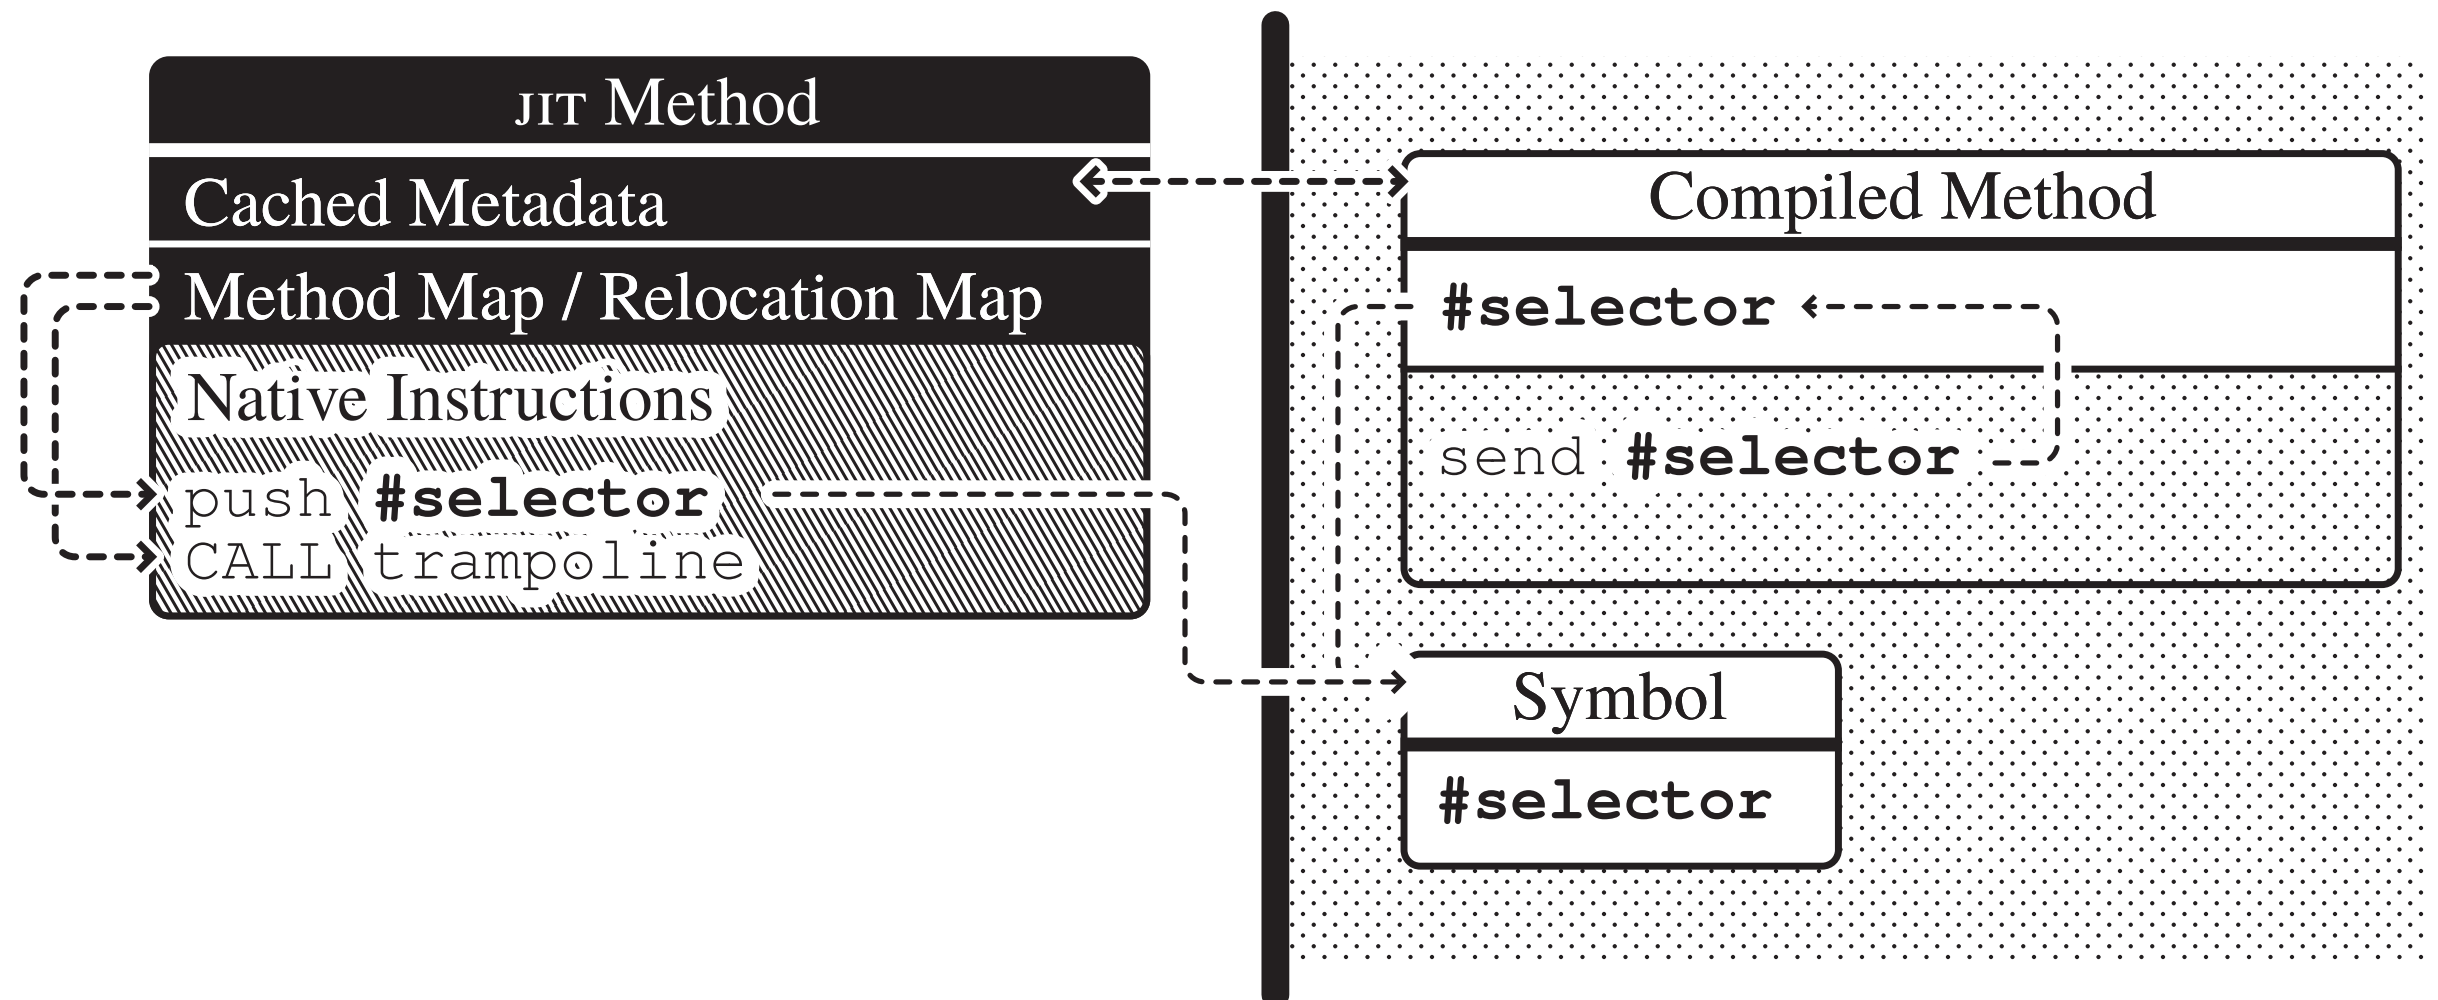 JIT Method
Cached Metadata
Method Map / Relocation Map
Native Instructions
push #selector
CALL trampoline
Compiled Method
#selector
send #selector
Symbol
#selector